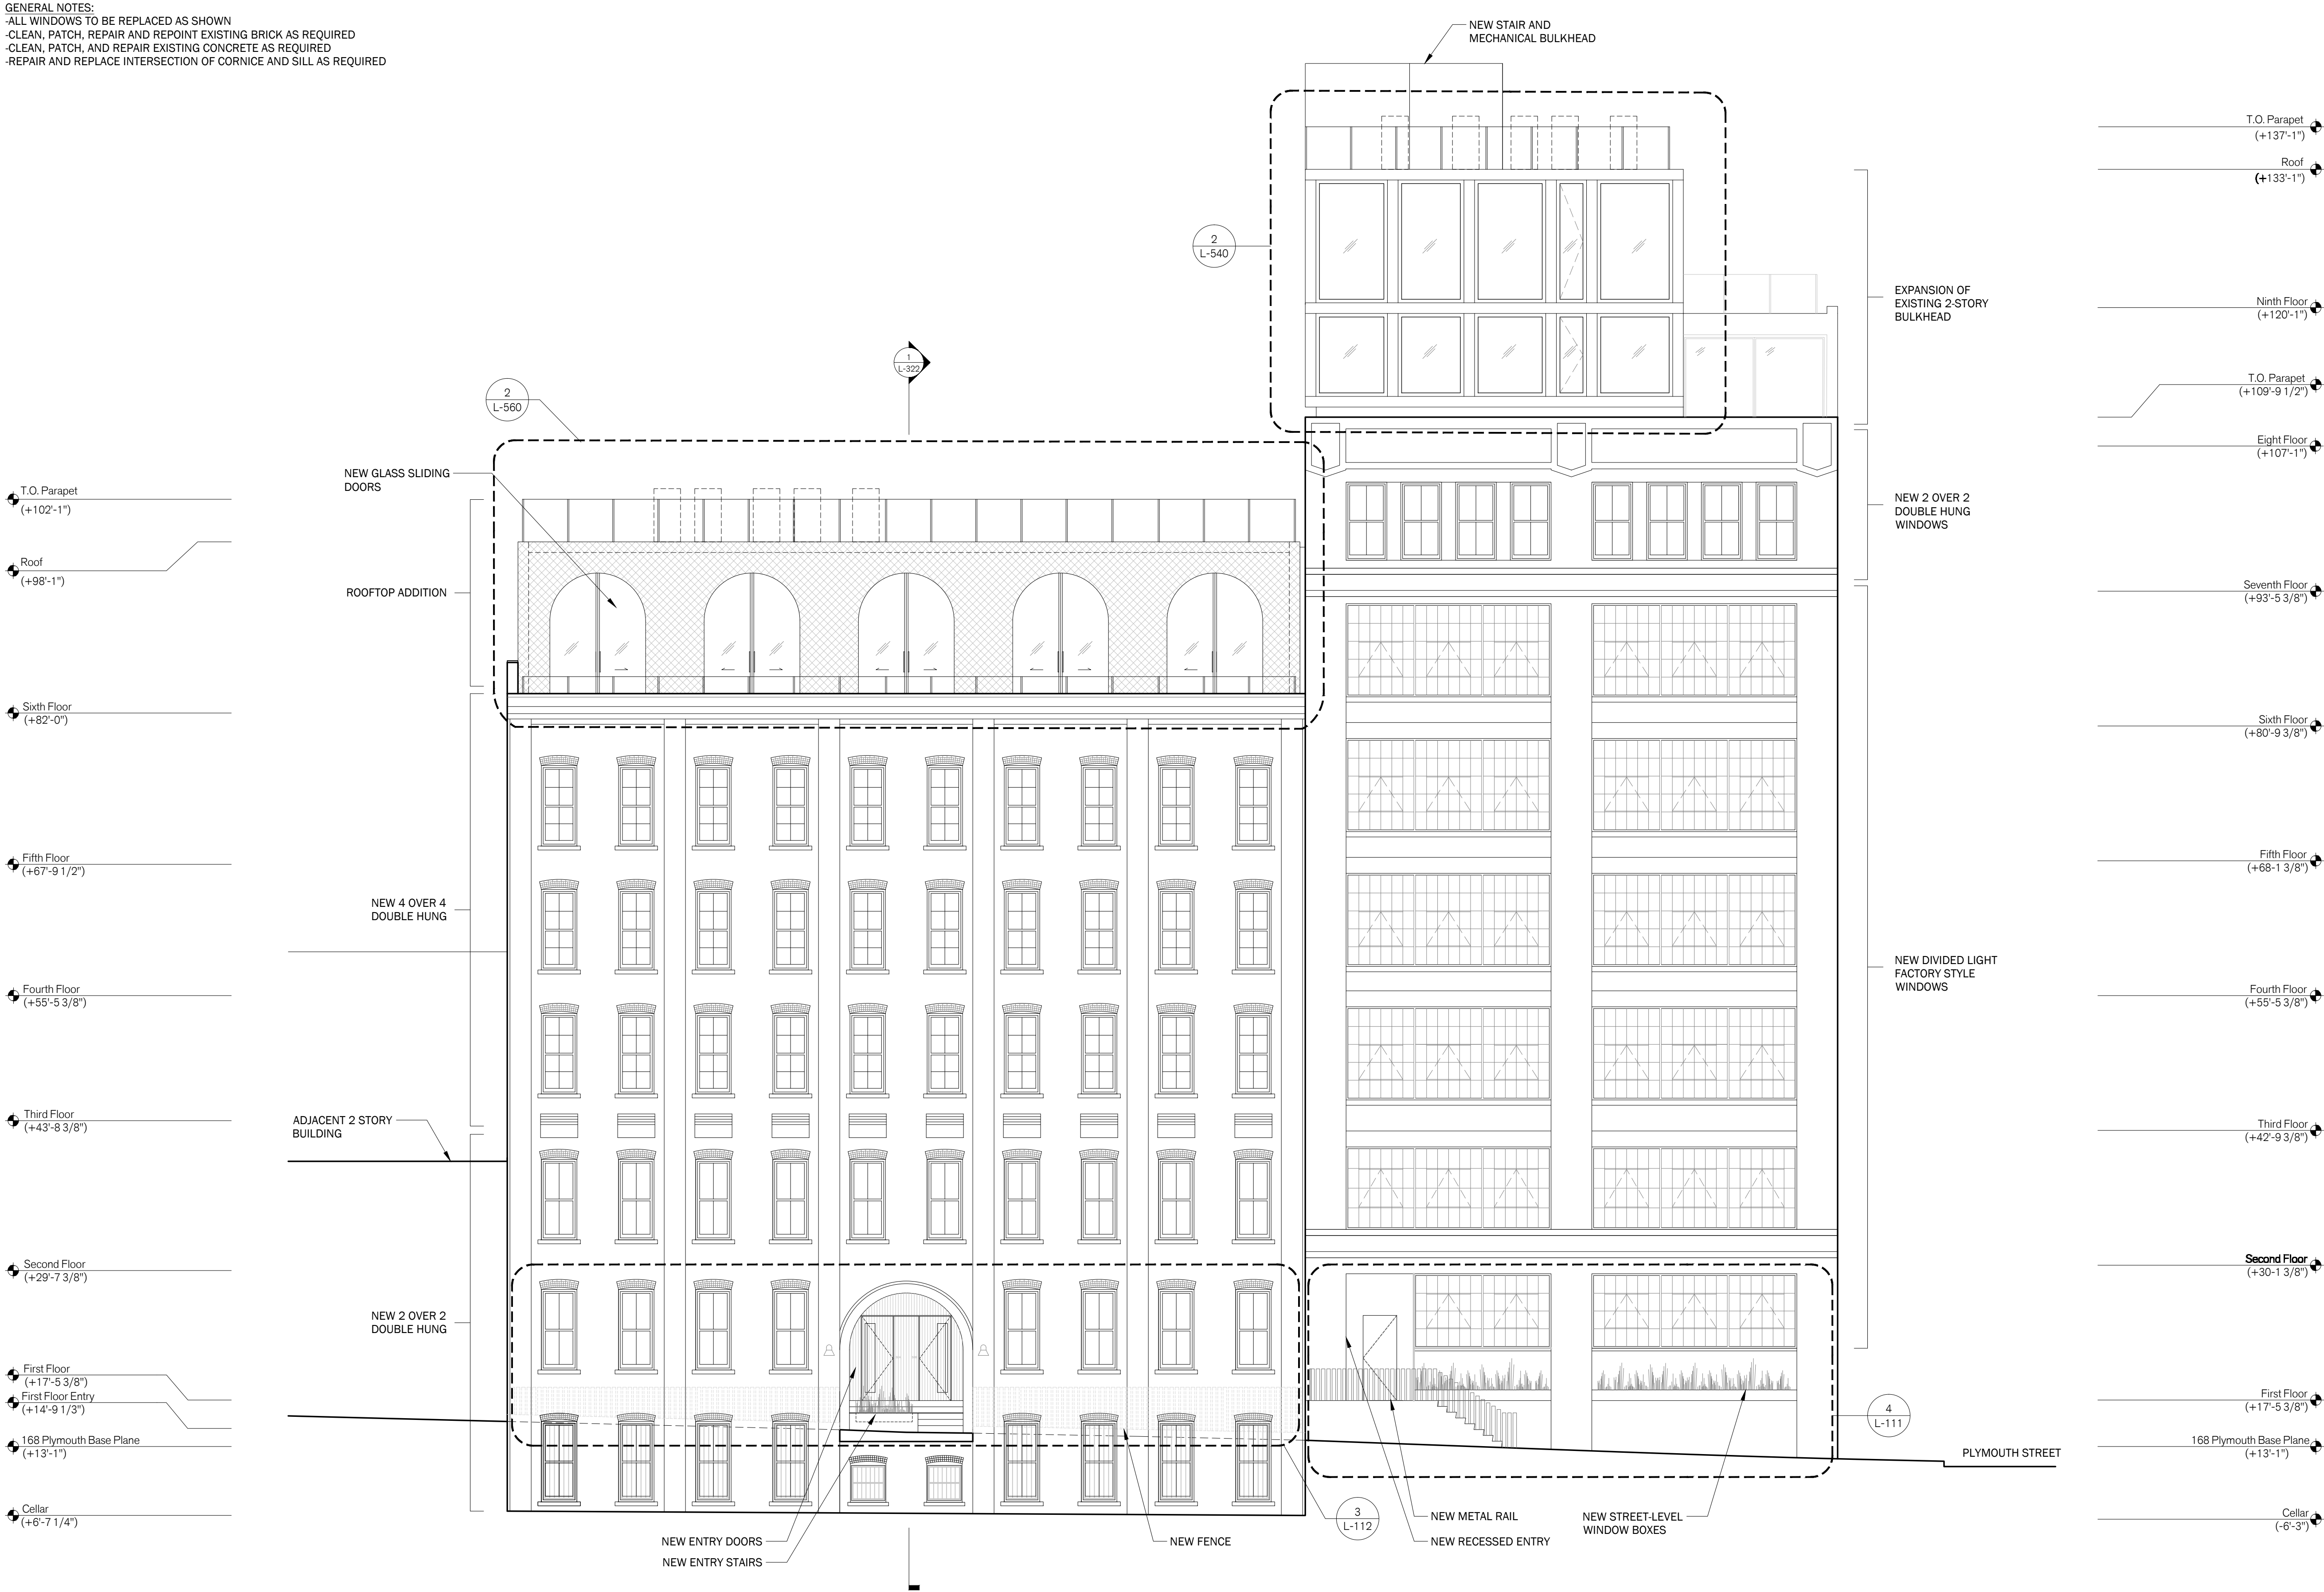 GENERAL NOTES:
-ALL WINDOWS TO BE REPLACED AS SHOWN
-CLEAN, PATCH, REPAIR AND REPOINT EXISTING BRICK AS REQUIRED
-CLEAN, PATCH, AND REPAIR EXISTING CONCRETE AS REQUIRED
-REPAIR AND REPLACE INTERSECTION OF CORNICE AND SILL AS REQUIRED
T.O. Parapet
(+102'-1")
Roof
(+98'-1")
Sixth Floor
(+82'-0")
Fifth Floor
(+67'-9 1/2")
Fourth Floor
(+55'-5 3/8")
Third Floor
(+43'-8 3/8")
Second Floor
(+29'-7 3/8")
First Floor
(+17'-5 3/8")
First Floor Entry
(+14'-9 1/3")
168 Plymouth Base Plane
(+13'-1")
Cellar
(+6'-7 1/4")
NEW GLASS SLIDING
DOORS
ROOFTOP ADDITION
NEW 4 OVER 4
DOUBLE HUNG
ADJACENT 2 STORY
BUILDING
NEW 2 OVER 2
DOUBLE HUNG
2
L-560
1
L-322
2
L-540
NEW STAIR AND
MECHANICAL BULKHEAD
NEW ENTRY DOORS
NEW ENTRY STAIRS
NEW FENCE
3
L-112
NEW METAL RAIL
NEW RECESSED ENTRY
NEW STREET-LEVEL
WINDOW BOXES
4
L-111
PLYMOUTH STREET
EXPANSION OF
EXISTING 2-STORY
BULKHEAD
NEW 2 OVER 2
DOUBLE HUNG
WINDOWS
NEW DIVIDED LIGHT
FACTORY STYLE
WINDOWS
T.O. Parapet
(+137'-1")
Roof
(+133'-1")
Ninth Floor
(+120'-1")
T.O. Parapet
(+109'-9 1/2")
Eight Floor
(+107'-1")
Seventh Floor
(+93'-5 3/8")
Sixth Floor
(+80'-9 3/8")
Fifth Floor
(+68-1 3/8")
Fourth Floor
(+55'-5 3/8")
Third Floor
(+42'-9 3/8")
Second Floor
(+30-1 3/8")
First Floor
(+17'-5 3/8")
168 Plymouth Base Plane
(+13'-1")
Cellar
(-6'-3")